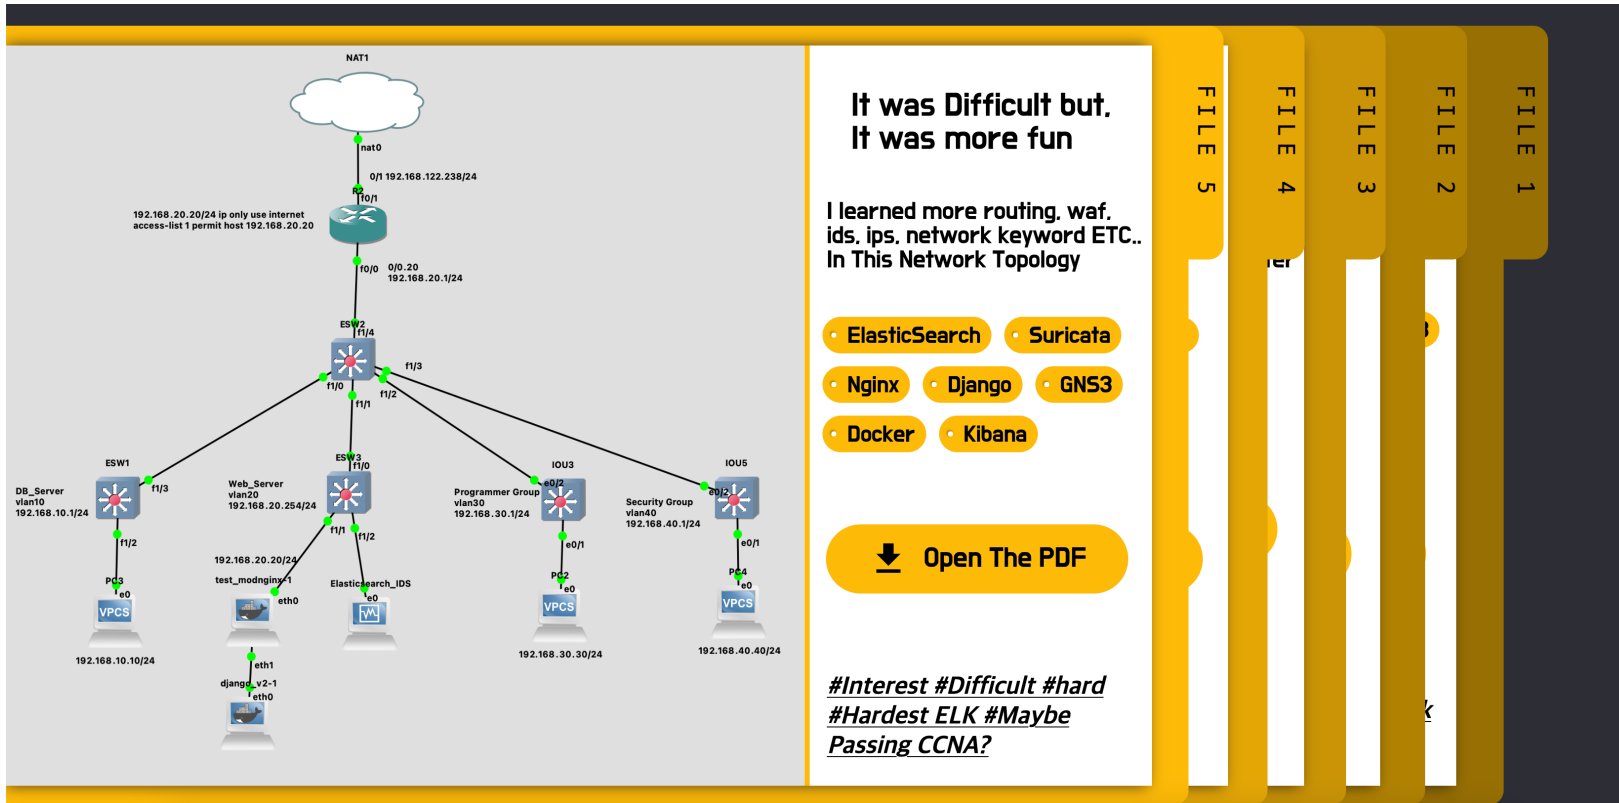 NAT1
nat0
0/1 192.168.122.238/24
R2
f0/1
192.168.20.20/24 ip only use internet
access-list 1 permit host 192.168.20.20
f0/0
0/0.20
192.168.20.1/24
ESW2
f1/4
f1/3
f1/0
f1/2
f1/1
ESW1
f1/3
DB_Server
vlan10
192.168.10.1/24
f1/2
PC3
e0
VPCS
192.168.10.10/24
ESW3
f1/0
Web_Server
vlan20
192.168.20.254/24
f1/1
f1/2
192.168.20.20/24
test_modnginx-1
eth0
Elasticsearch_IDS
e0
eth1
django_v2-1
eth0
IOU3
e0/2
Programmer Group
vlan30
192.168.30.1/24
e0/1
PC2
e0
VPCS
192.168.30.30/24
IOU5
e0/2
Security Group
vlan40
192.168.40.1/24
e0/1
PC4
e0
VPCS
192.168.40.40/24
It was Difficult but,
It was more fun
I learned more routing, waf,
ids, ips, network keyword ETC..
In This Network Topology
ElasticSearch
Suricata
Nginx
Django
GNS3
Docker
Kibana
Open The PDF
#Interest #Difficult #hard
#Hardest ELK #Maybe
Passing CCNA?
FILE 5
FILE 4
FILE 3
FILE 2
FILE 1